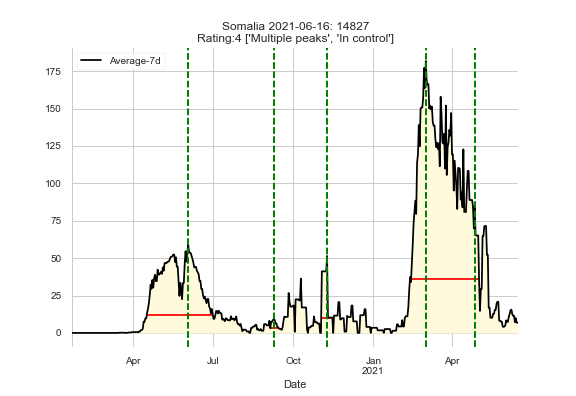 Somalia 2021-06-16: 14827
Rating:4 ['Multiple peaks', 'In control']
Average-7d
175
150
125
100
75
50
25
0
Apr
Jul
Oct
Jan
2021
Apr
Date